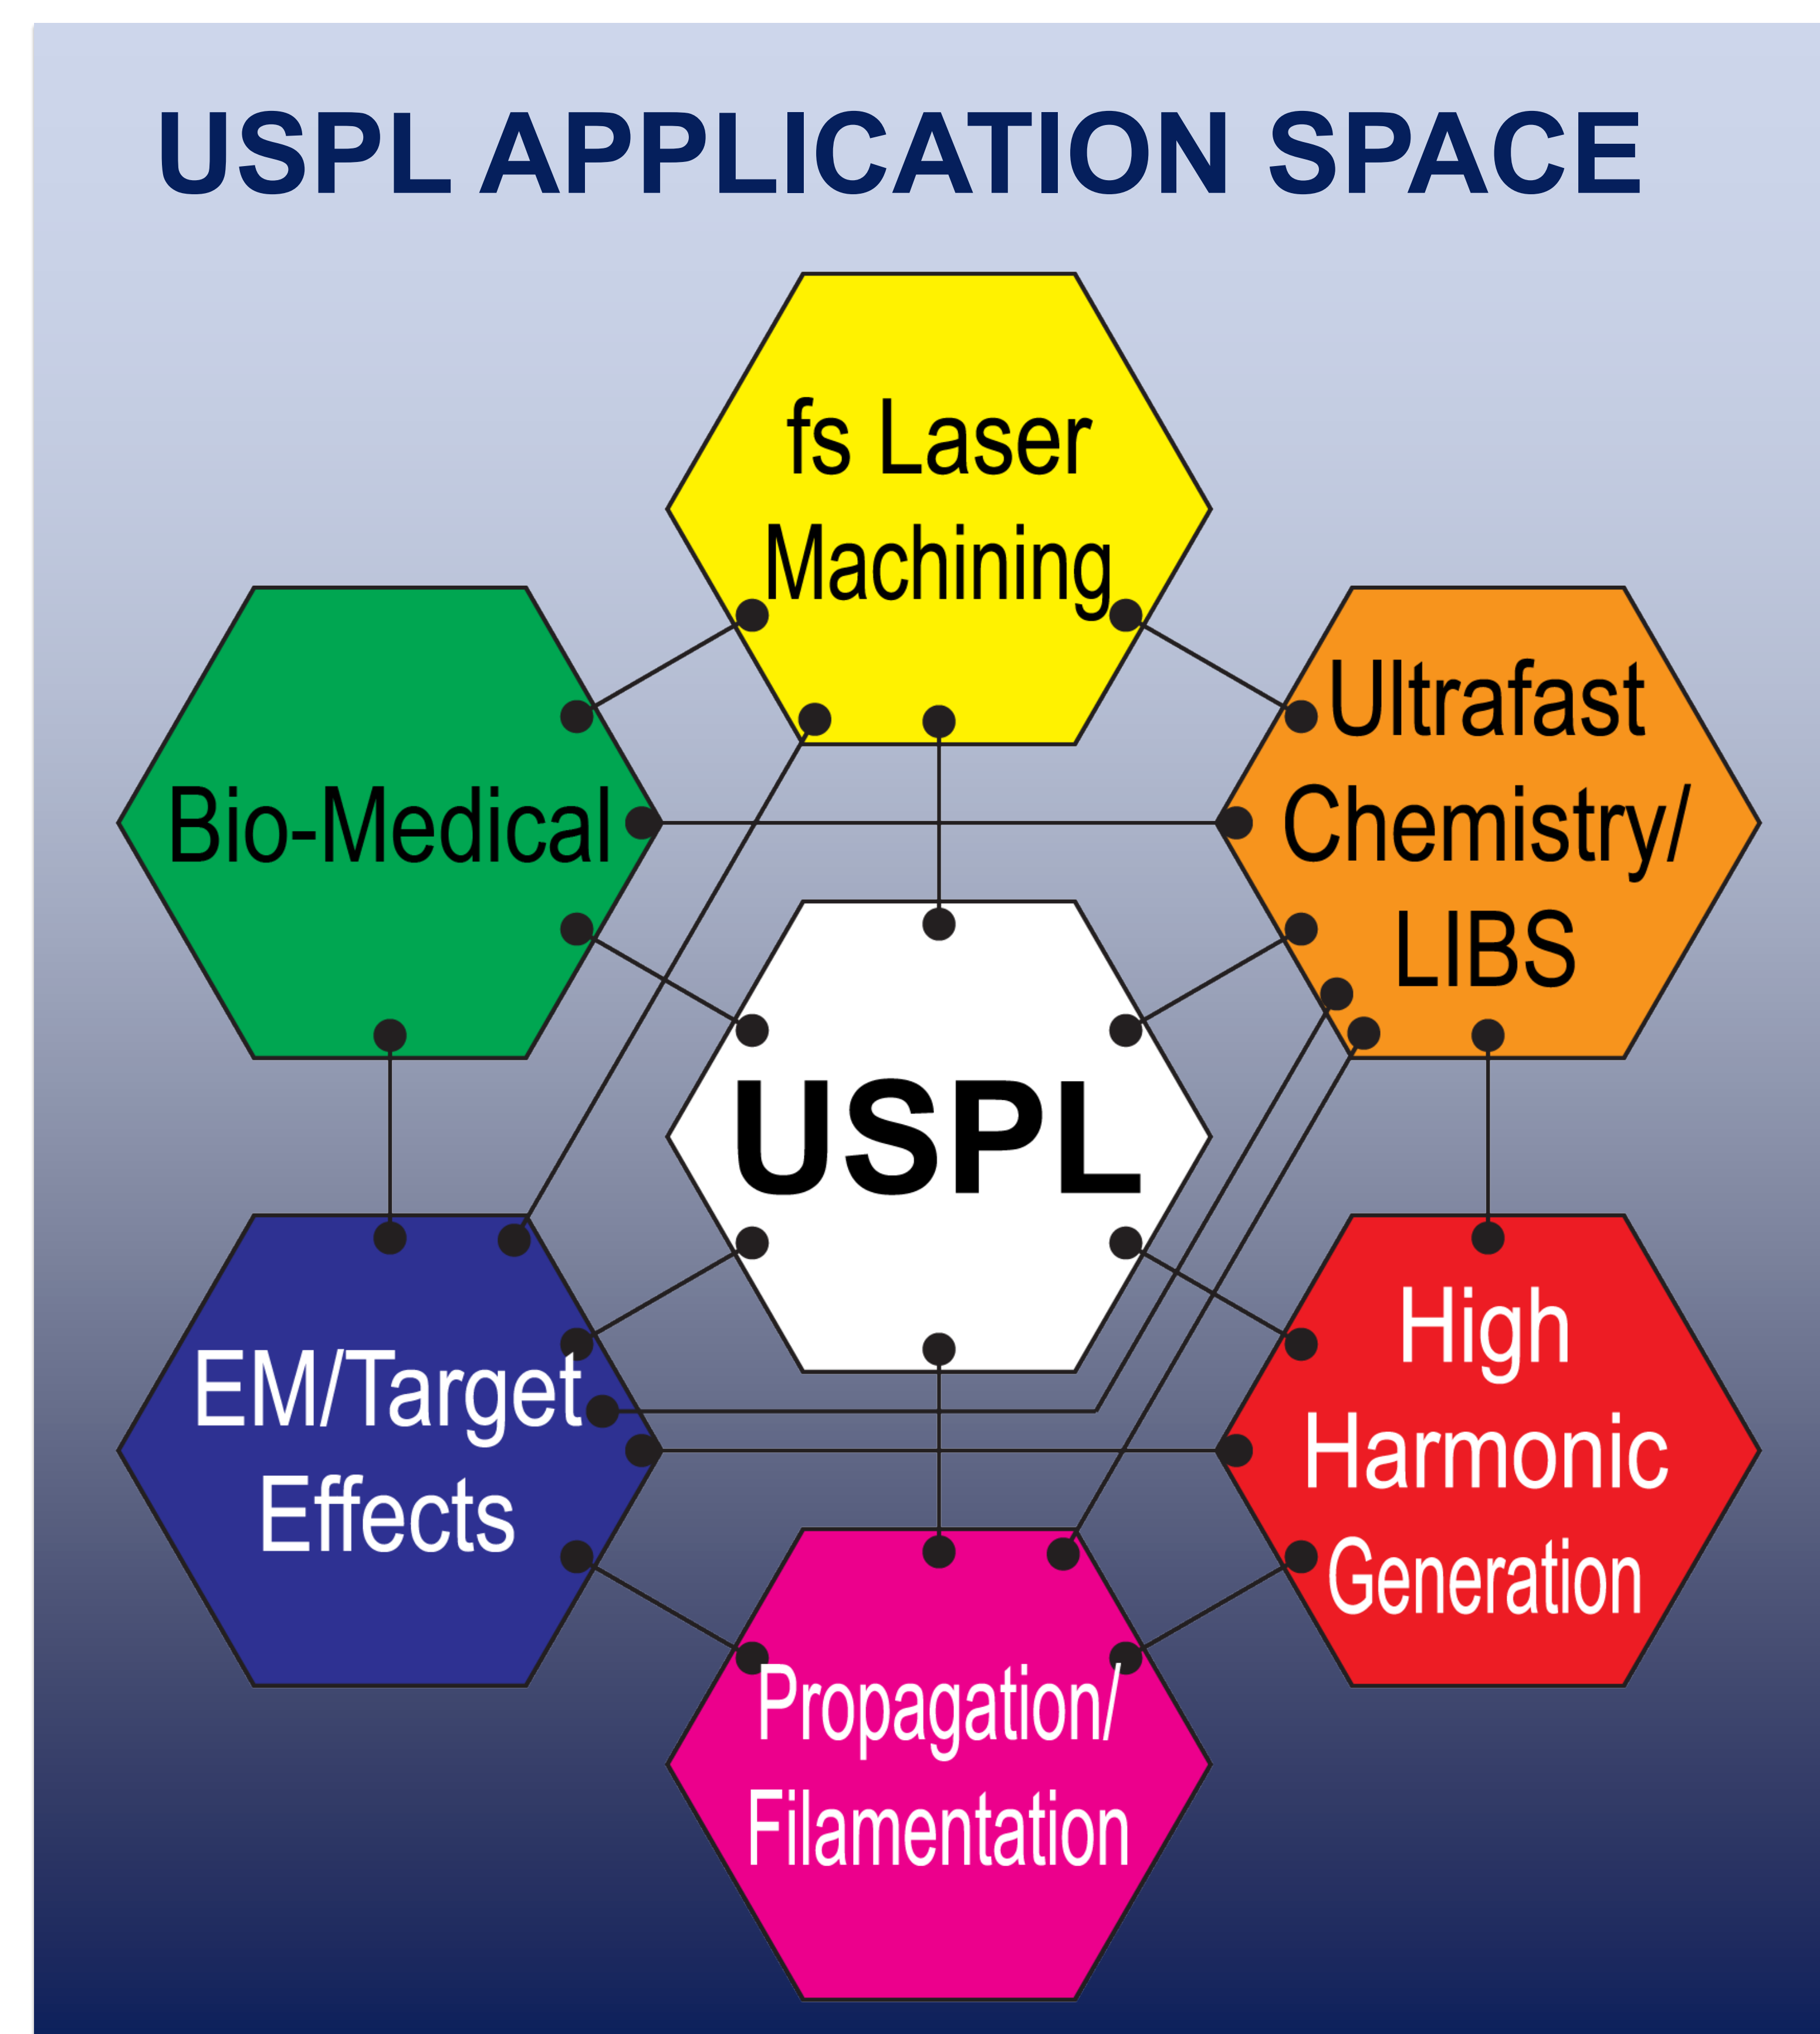 USPL APPLICATION SPACE
fs Laser
Machining
Bio-Medical
Ultrafast
Chemistry/
LIBS
USPL
EM/Target
Effects
High
Harmonic
Generation
Propagation/
Filamentation